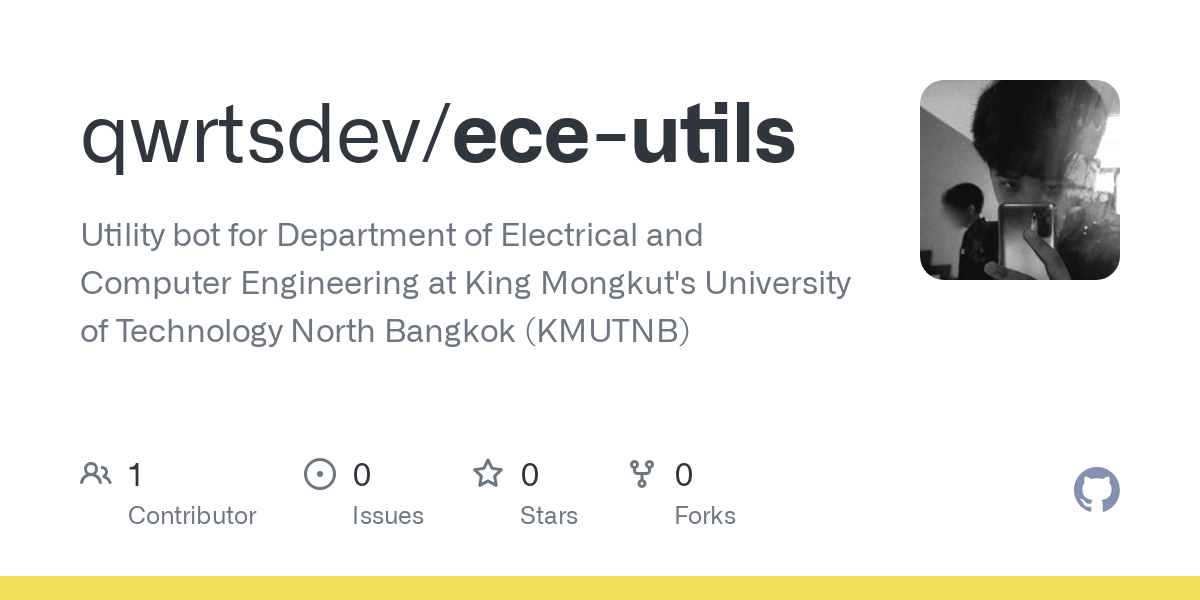 qwrtsdev/ece-utils
Utility bot for Department of Electrical and
Computer Engineering at King Mongkut's University
of Technology North Bangkok (KMUTNB)
1 0 0 0
Contributor Issues Stars Forks